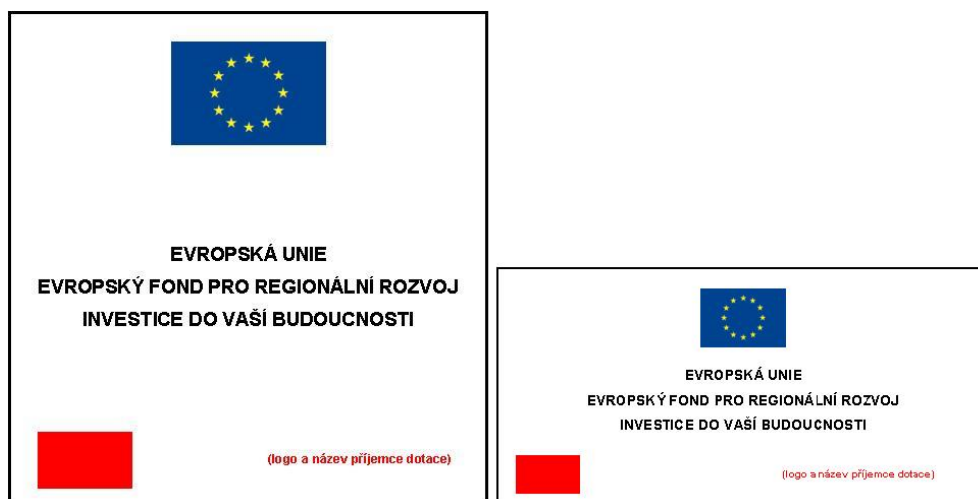 EVROPSKÁ UNIE
EVROPSKÝ FOND PRO REGIONÁLNÍ ROZVOJ
INVESTICE DO VAŠÍ BUDOUCNOSTI
(logo a název příjemce dotace)
EVROPSKÁ UNIE
EVROPSKÝ FOND PRO REGIONÁLNÍ ROZVOJ
INVESTICE DO VAŠÍ BUDOUCNOSTI
(logo a název příjemce dotace)